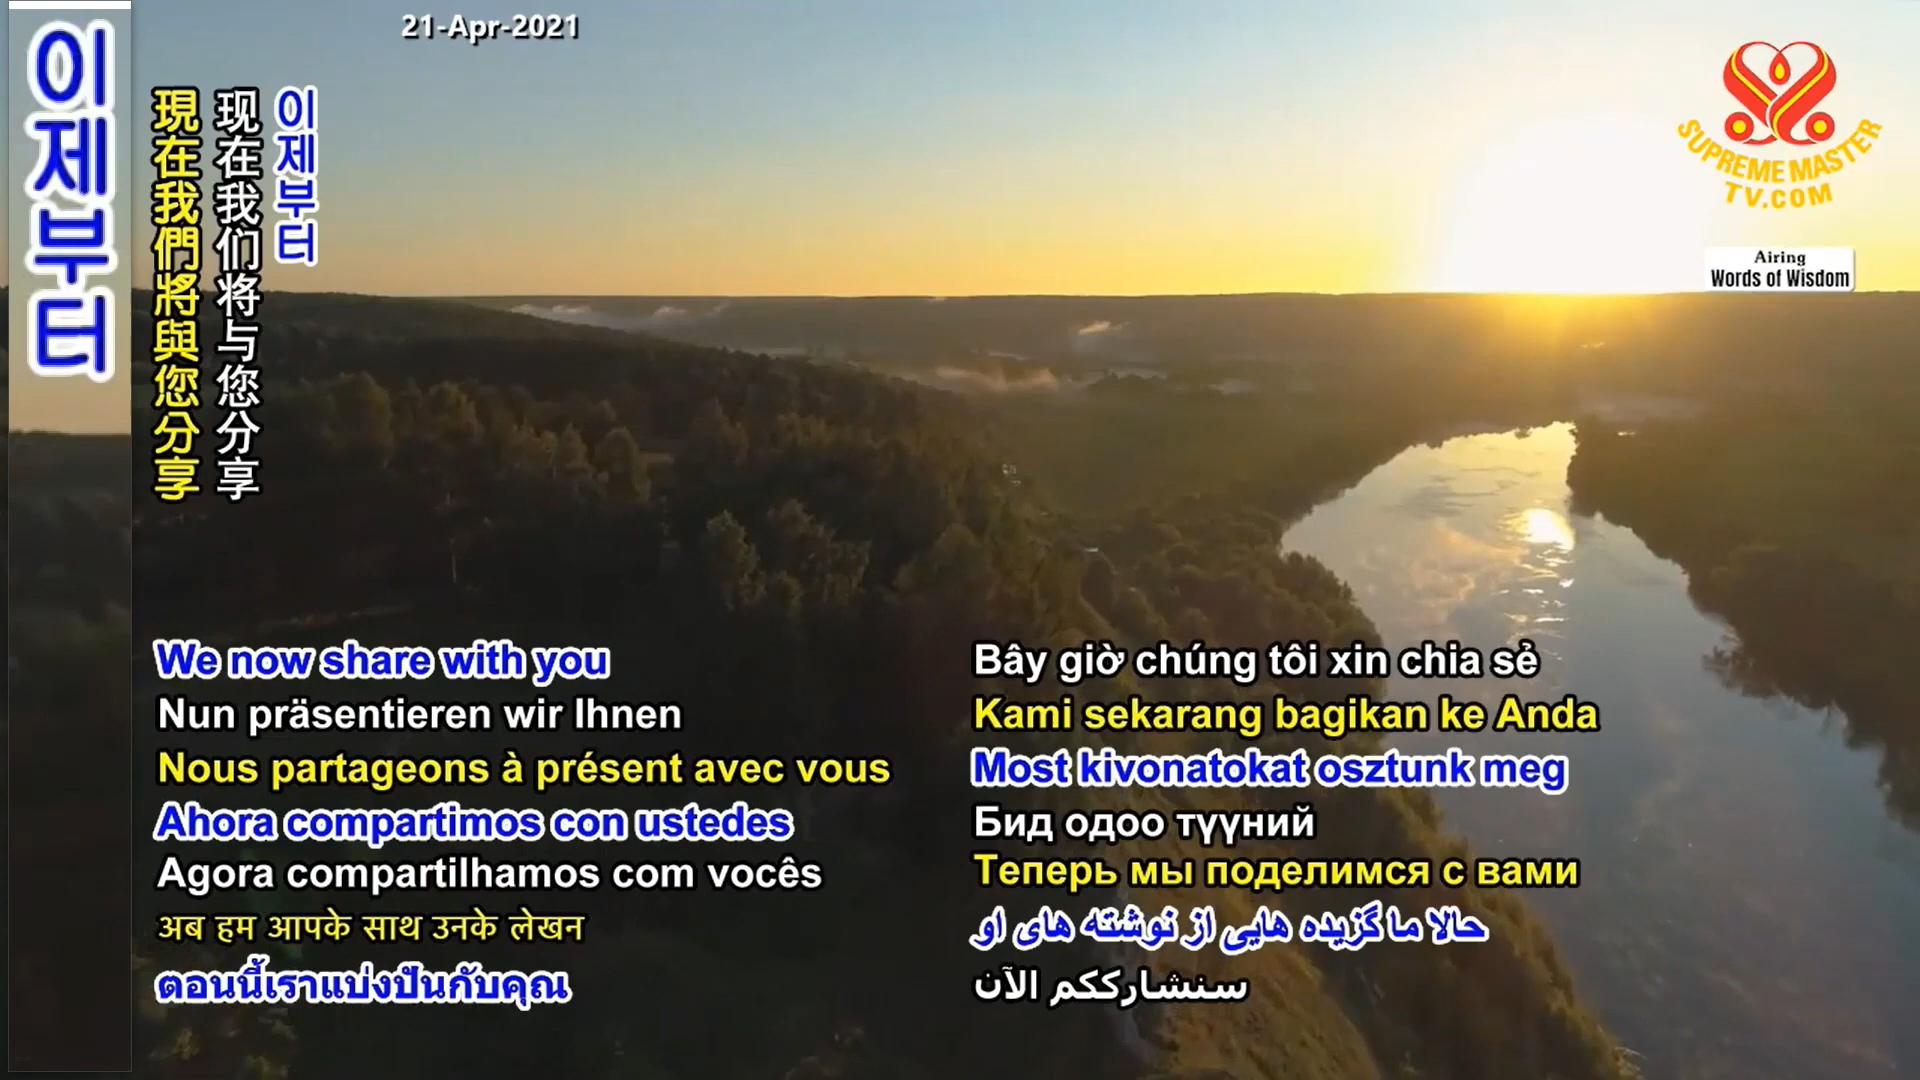 21-Apr-2021
이제부터
現在我們將與您分享
现在我们将与您分享
이제부터
SUPREME MASTER
TV.COM
Airing
Words of Wisdom
We now share with you
Nun präsentieren wir Ihnen
Nous partageons à présent avec vous
Ahora compartimos con ustedes
Agora compartilhamos com vocês
अब हम आपके साथ उनके लेखन
ตอนนี้เราแบ่งปันกับคุณ
Bây giờ chúng tôi xin chia sẻ
Kami sekarang bagikan ke Anda
Most kivonatokat osztunk meg
Бид одоо түүний
Теперь мы поделимся с вами
حالا ما گزیده هایی از نوشته های او
سنشارككم الآن